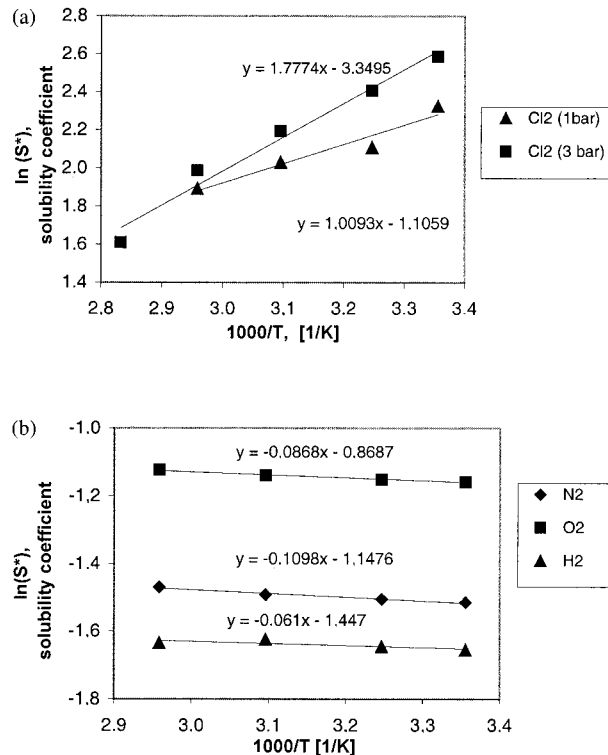 (a)
2.8
2.6
2.4
2.2
2.0
1.8
1.6
1.4
ln (S*),
solubility coefficient
y = 1.7774x - 3.3495
y = 1.0093x - 1.1059
2.8 2.9 3.0 3.1 3.2 3.3 3.4
1000/T, [1/K]
Cl2 (1bar)
Cl2 (3 bar)
(b)
-1.0
-1.2
-1.4
-1.6
-1.8
ln(S*),
solubility coefficient
y = -0.0868x - 0.8687
y = -0.1098x - 1.1476
y = -0.061x - 1.447
2.9 3.0 3.1 3.2 3.3 3.4
1000/T [1/K]
N2
O2
H2